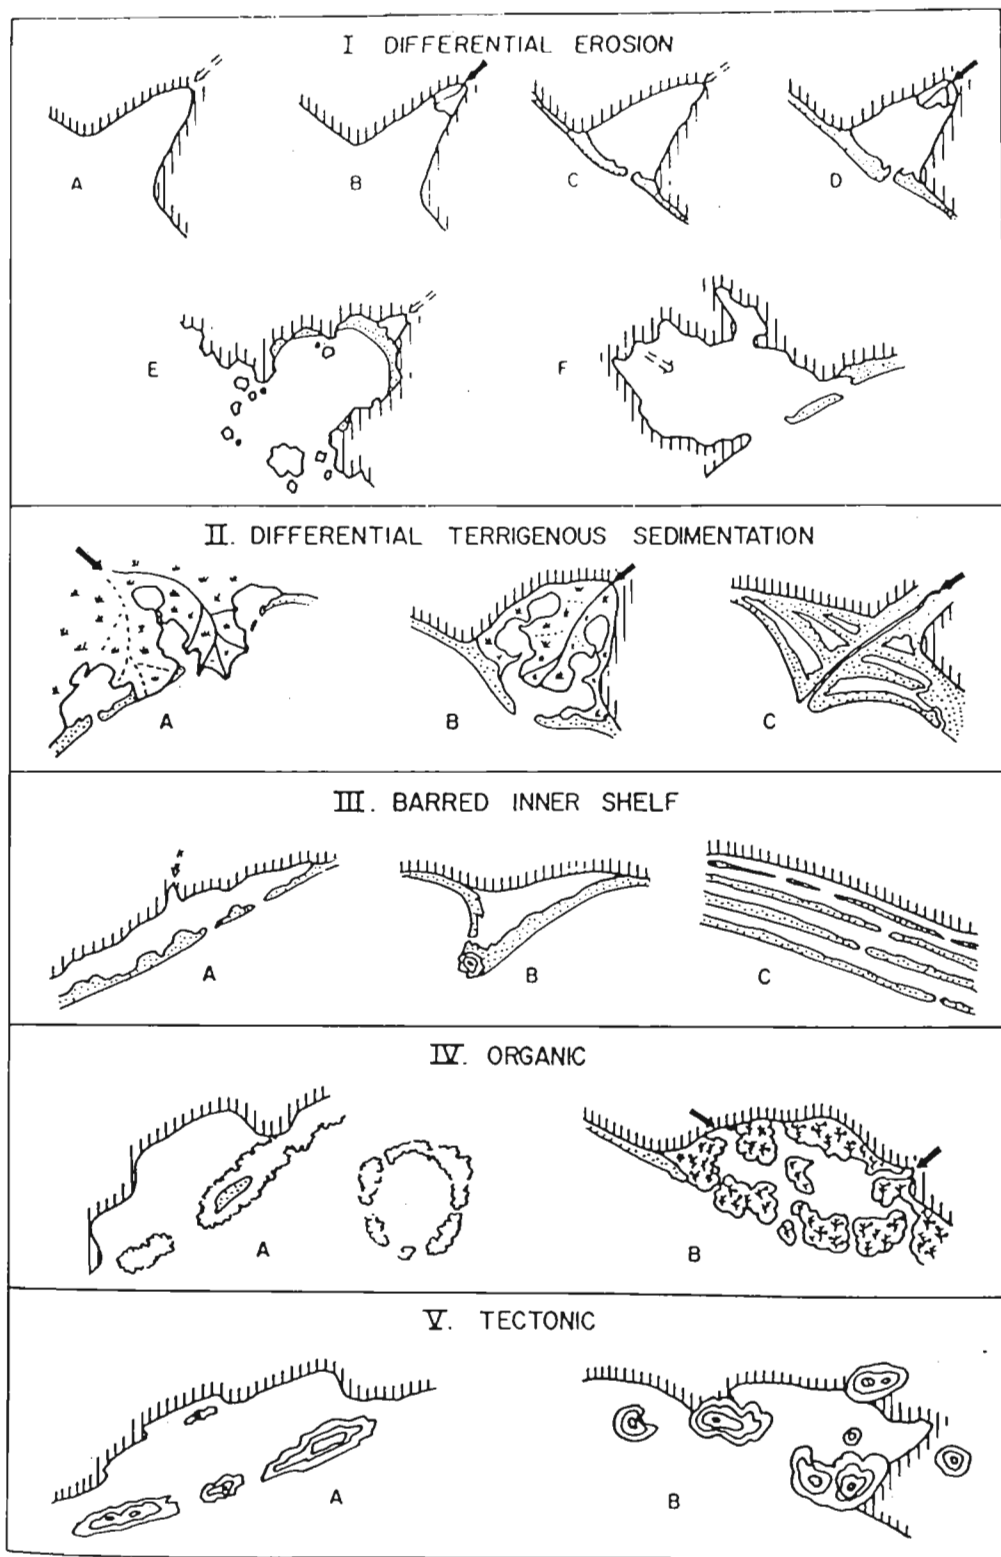 I DIFFERENTIAL EROSION
A
B
C
D
E
F
II. DIFFERENTIAL TERRIGENOUS SEDIMENTATION
A
B
C
III. BARRED INNER SHELF
A
B
C
IV. ORGANIC
A
B
V. TECTONIC
A
B